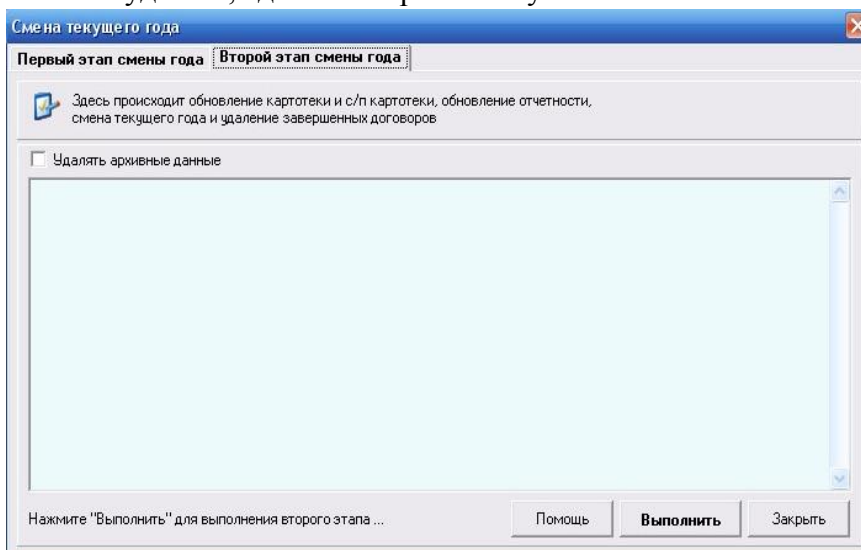 Смена текущего года
Первый этап смены года Второй этап смены года
Здесь происходит обновление картотеки и с/п картотеки, обновление отчетности,
смена текущего года и удаление завершенных договоров
Удалять архивные данные
Нажмите "Выполнить" для выполнения второго этапа ... Помощь Выполнить Закрыть